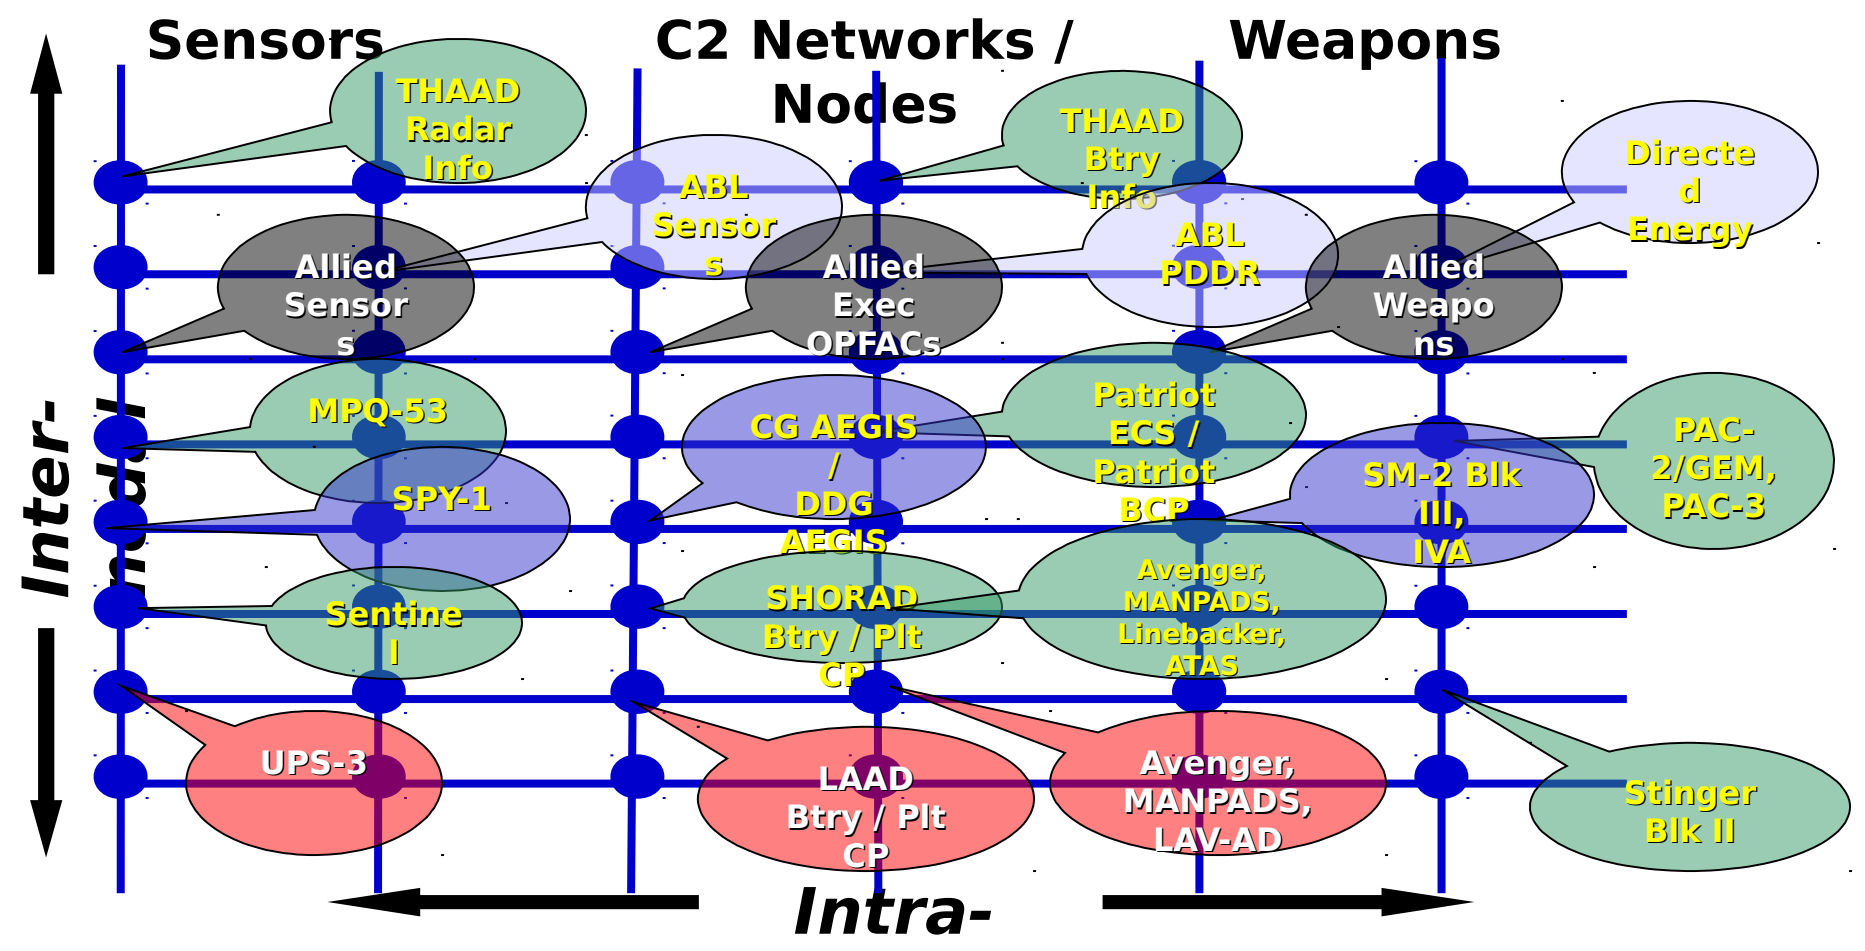 Sensors
C2 Networks /
Nodes
Weapons
THAAD
Radar
Info
ABL
Sensor
s
THAAD
Btry
Info
ABL
PDDR
Directe
d
Energy
Allied
Sensor
s
Allied
Exec
OPFACs
Allied
Weapo
ns
MPQ-53
SPY-1
CG AEGIS
/
DDG
AEGIS
Patriot
ECS /
Patriot
BCP
SM-2 Blk
III,
IVA
PAC-
2/GEM,
PAC-3
Sentine
l
SHORAD
Btry / Plt
CP
Avenger,
MANPADS,
Linebacker,
ATAS
UPS-3
LAAD
Btry / Plt
CP
Avenger,
MANPADS,
LAV-AD
Stinger
Blk II
Inter-
Intra-